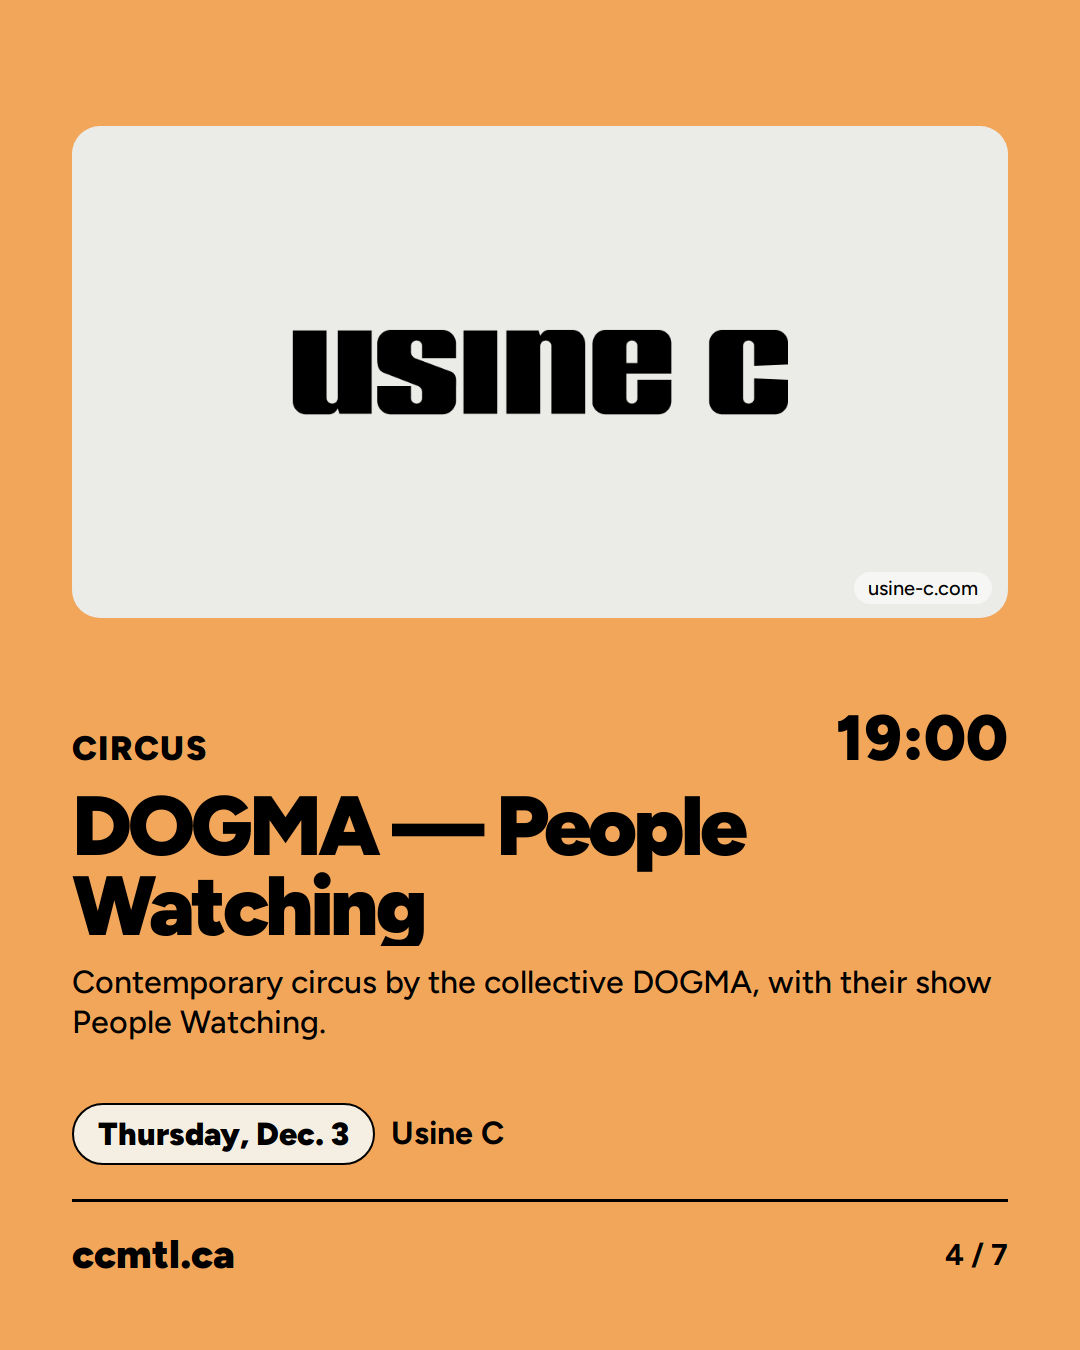 usine c
usine-c.com
CIRCUS
19:00
DOGMA — People
Watching
Contemporary circus by the collective DOGMA, with their show
People Watching.
Thursday, Dec. 3
Usine C
ccmtl.ca
4 / 7